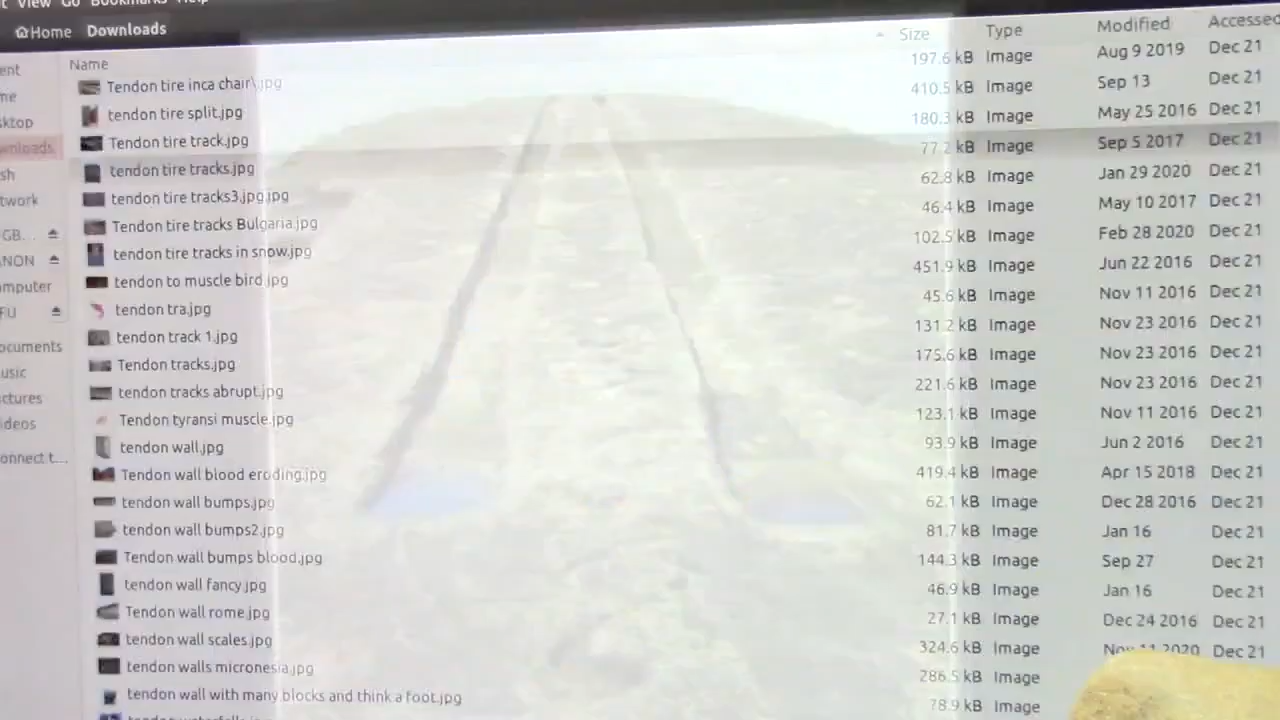 View Go Bookmarks Help
Home Downloads
Name Size Type Modified Accessed
Tendon tire inca chair\.jpg 197.6 kB Image Aug 9 2019 Dec 21
tendon tire split.jpg 410.5 kB Image Sep 13 Dec 21
Tendon tire track.jpg 180.3 kB Image May 25 2016 Dec 21
tendon tire tracks.jpg 77.2 kB Image Sep 5 2017 Dec 21
tendon tire tracks3.jpg.jpg 62.8 kB Image Jan 29 2020 Dec 21
Tendon tire tracks Bulgaria.jpg 46.4 kB Image May 10 2017 Dec 21
tendon tire tracks in snow.jpg 102.5 kB Image Feb 28 2020 Dec 21
tendon to muscle bird.jpg 451.9 kB Image Jun 22 2016 Dec 21
tendon tra.jpg 45.6 kB Image Nov 11 2016 Dec 21
tendon track 1.jpg 131.2 kB Image Nov 23 2016 Dec 21
Tendon tracks.jpg 175.6 kB Image Nov 23 2016 Dec 21
tendon tracks abrupt.jpg 221.6 kB Image Nov 23 2016 Dec 21
Tendon tyransi muscle.jpg 123.1 kB Image Nov 11 2016 Dec 21
tendon wall.jpg 93.9 kB Image Jun 2 2016 Dec 21
Tendon wall blood eroding.jpg 419.4 kB Image Apr 15 2018 Dec 21
tendon wall bumps.jpg 62.1 kB Image Dec 28 2016 Dec 21
tendon wall bumps2.jpg 81.7 kB Image Jan 16 Dec 21
Tendon wall bumps blood.jpg 144.3 kB Image Sep 27 Dec 21
tendon wall fancy.jpg 46.9 kB Image Jan 16 Dec 21
Tendon wall rome.jpg 27.1 kB Image Dec 24 2016 Dec 21
tendon wall scales.jpg 324.6 kB Image Nov 11 2020 Dec 21
tendon walls micronesia.jpg 286.5 kB Image
tendon wall with many blocks and think a foot.jpg 78.9 kB Image